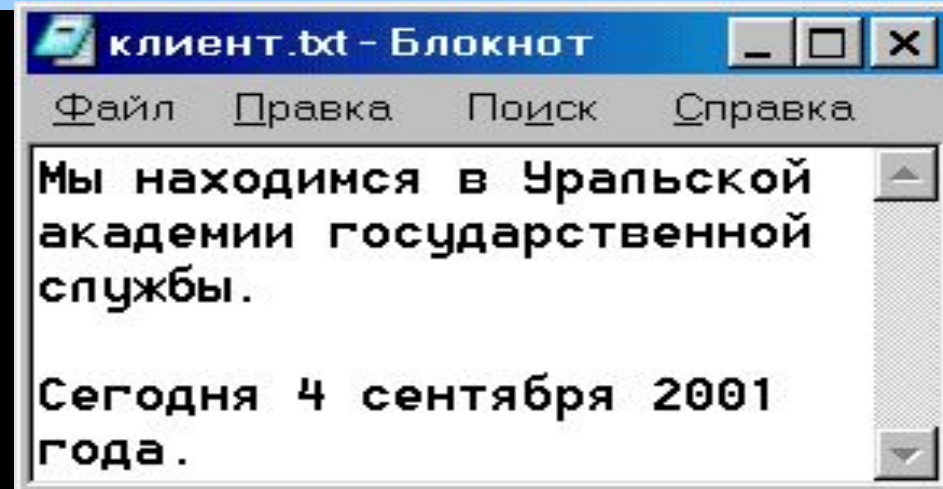 клиент.txt - Блокнот
Файл Правка Поиск Справка
Мы находимся в Уральской
академии государственной
службы.
Сегодня 4 сентября 2001
года.